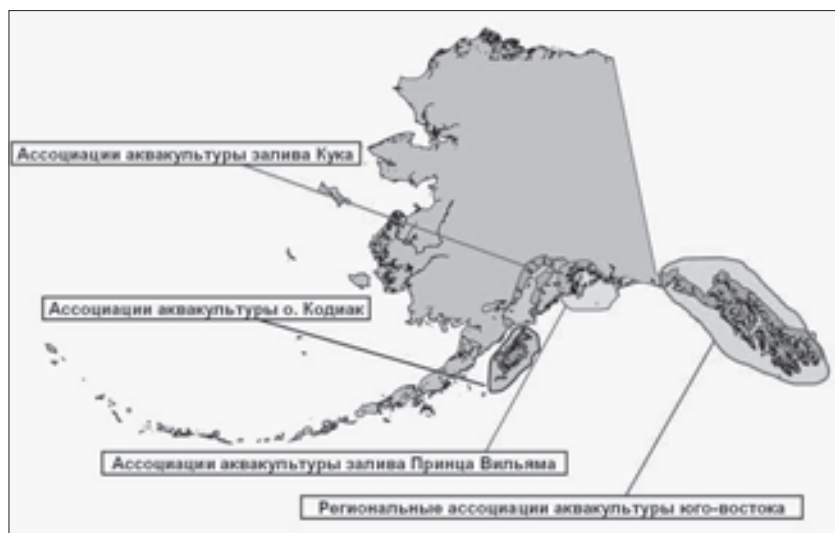 Ассоциации аквакультуры залива Кука
Ассоциации аквакультуры о. Кодиак
Ассоциации аквакультуры залива Принца Вильяма
Региональные ассоциации аквакультуры юго-востока